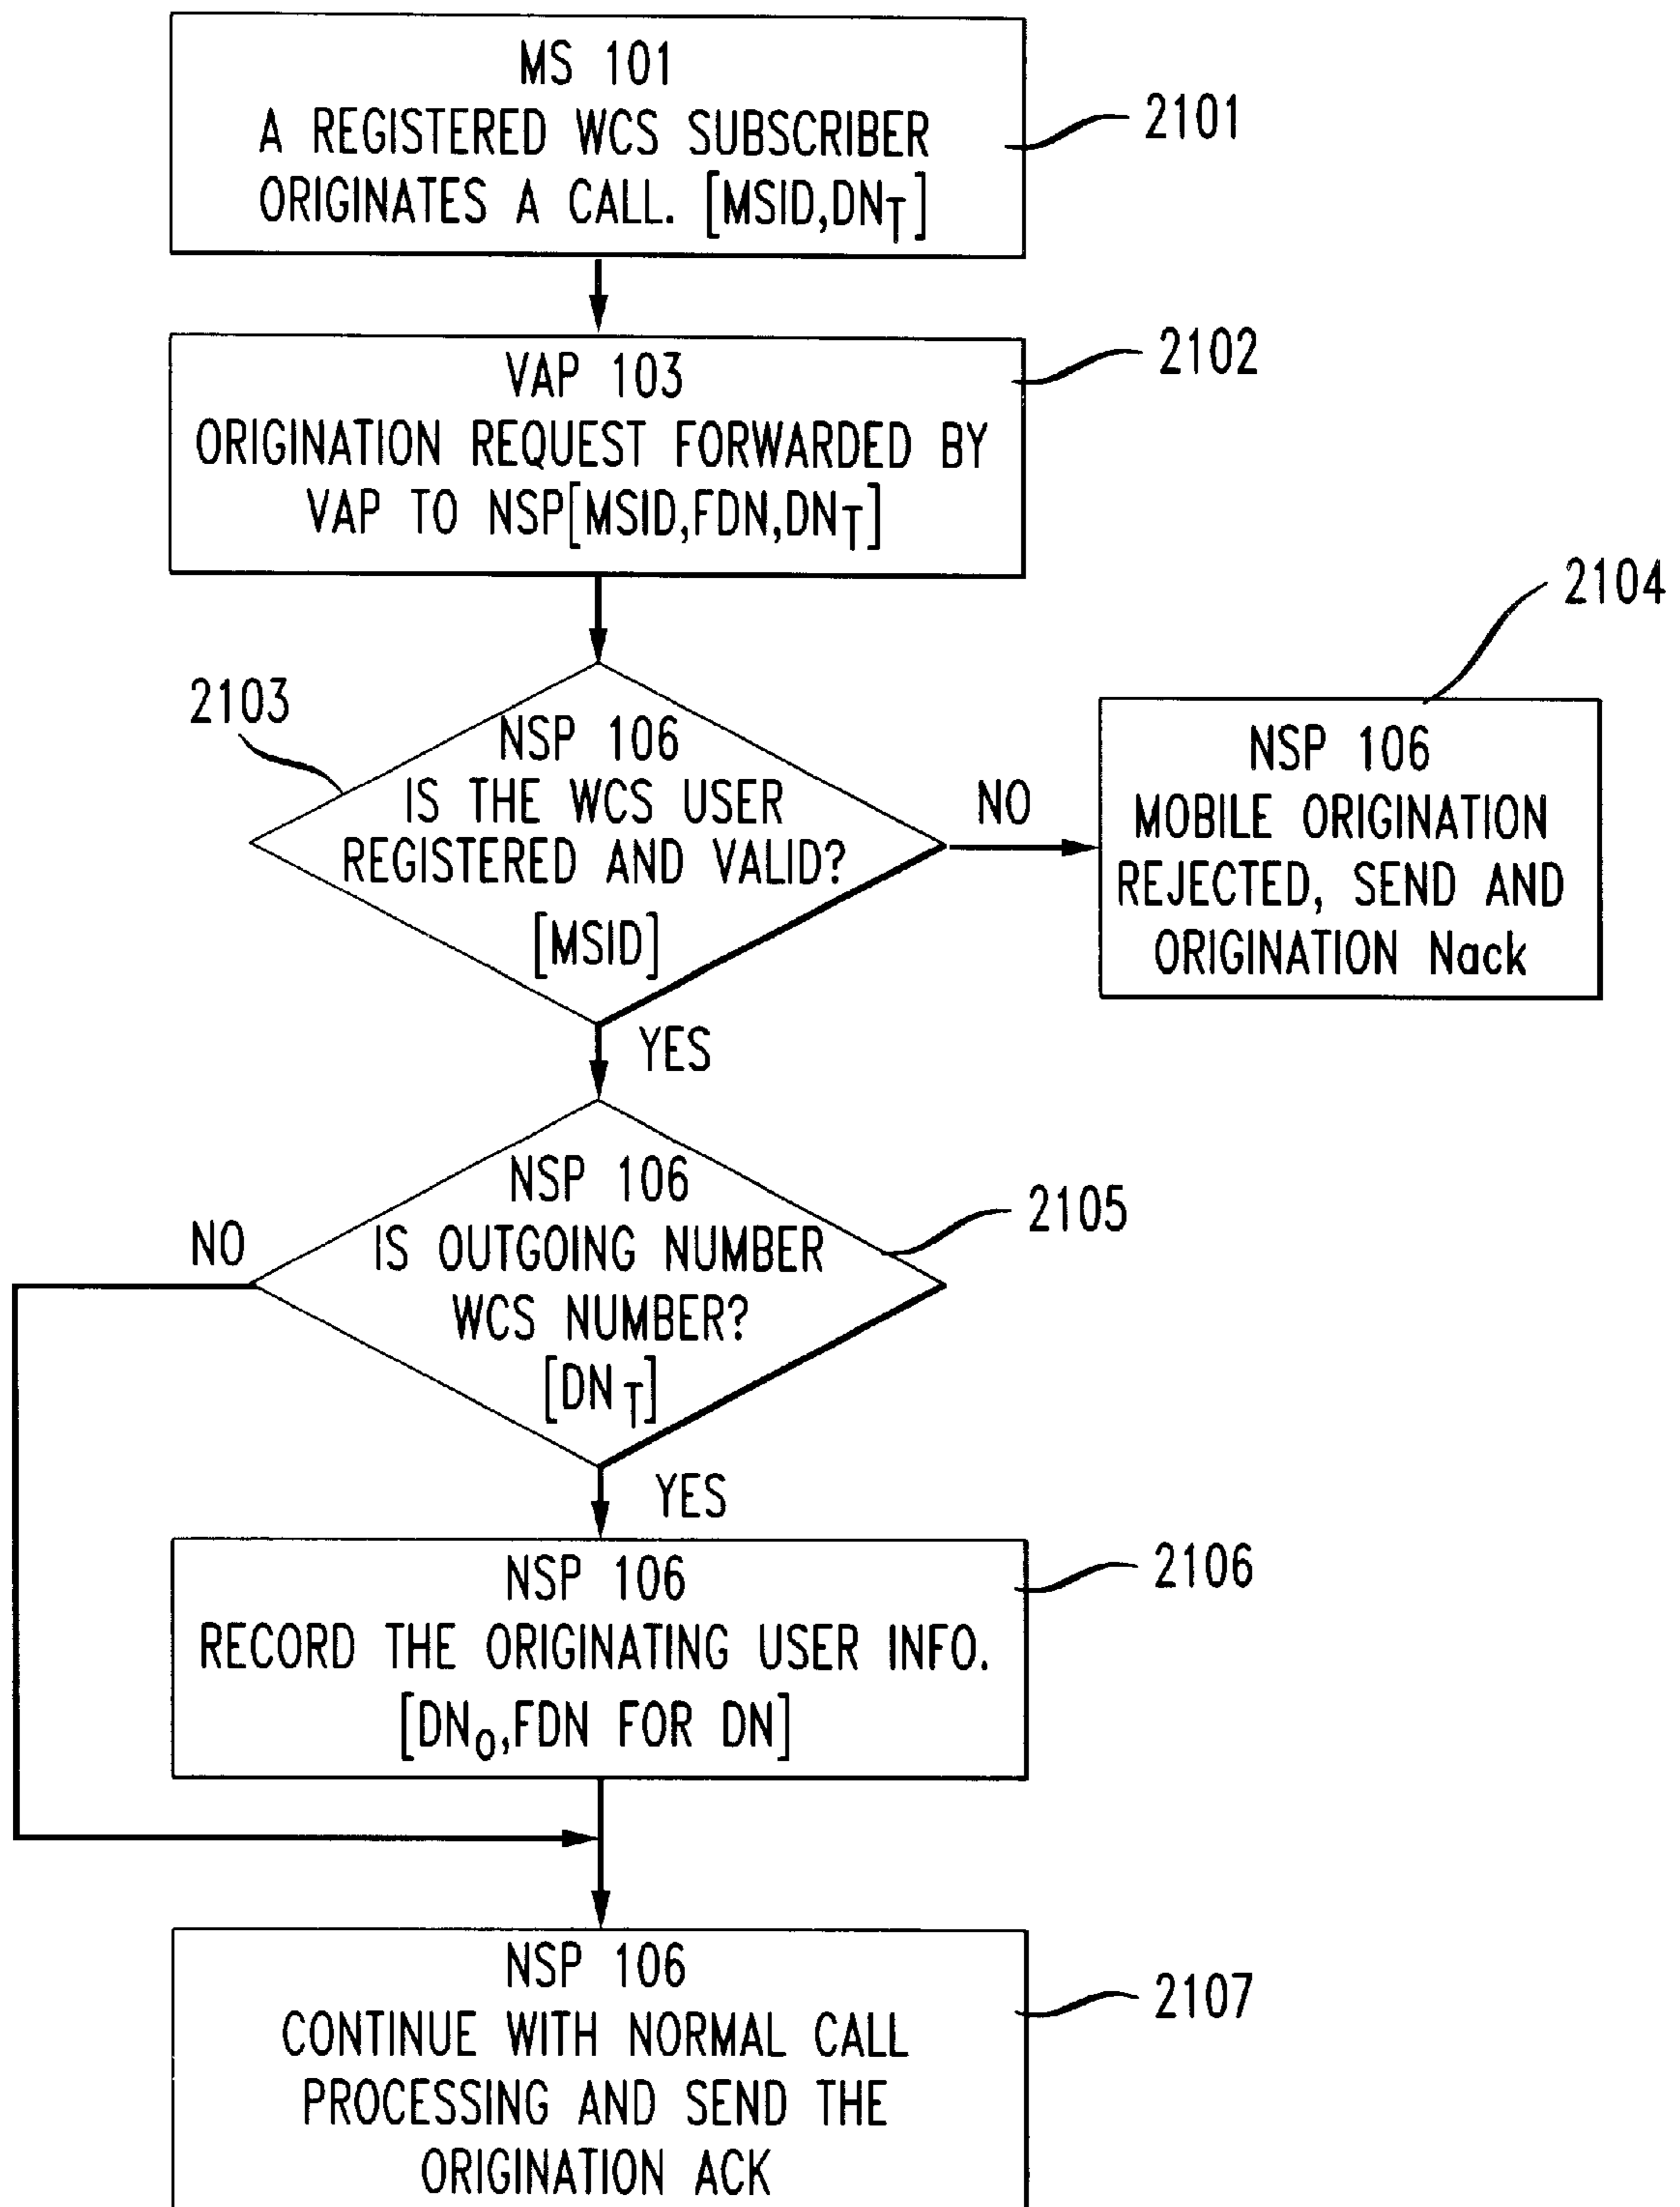 MS 101
A REGISTERED WCS SUBSCRIBER
ORIGINATES A CALL. [MSID,DNT]
2101
VAP 103
ORIGINATION REQUEST FORWARDED BY
VAP TO NSP[MSID,FDN,DNT]
2102
2103
NSP 106
IS THE WCS USER
REGISTERED AND VALID?
[MSID]
NO
YES
2104
NSP 106
MOBILE ORIGINATION
REJECTED, SEND AND
ORIGINATION Nack
NSP 106
IS OUTGOING NUMBER
WCS NUMBER?
[DNT]
2105
NO
YES
NSP 106
RECORD THE ORIGINATING USER INFO.
[DNO,FDN FOR DN]
2106
NSP 106
CONTINUE WITH NORMAL CALL
PROCESSING AND SEND THE
ORIGINATION ACK
2107